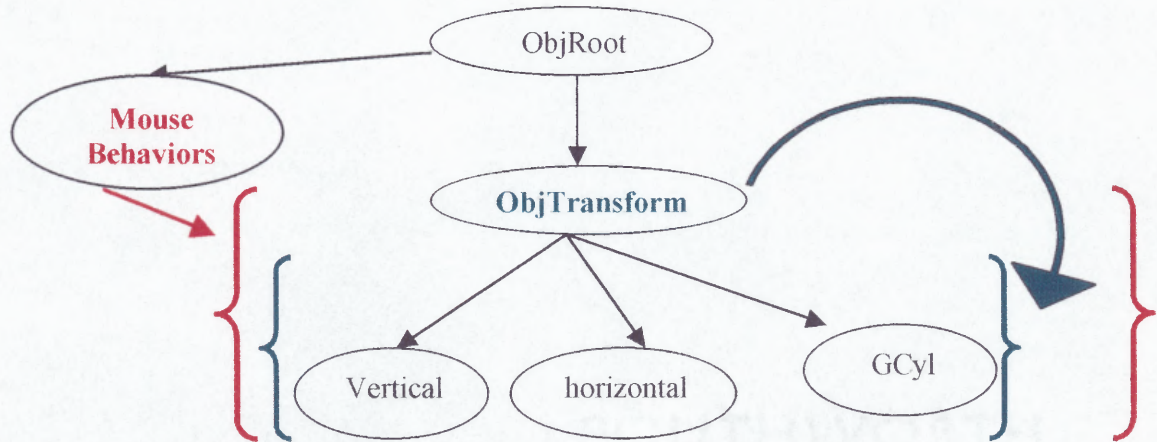 ObjRoot
Mouse
Behaviors
ObjTransform
Vertical
horizontal
GCyl